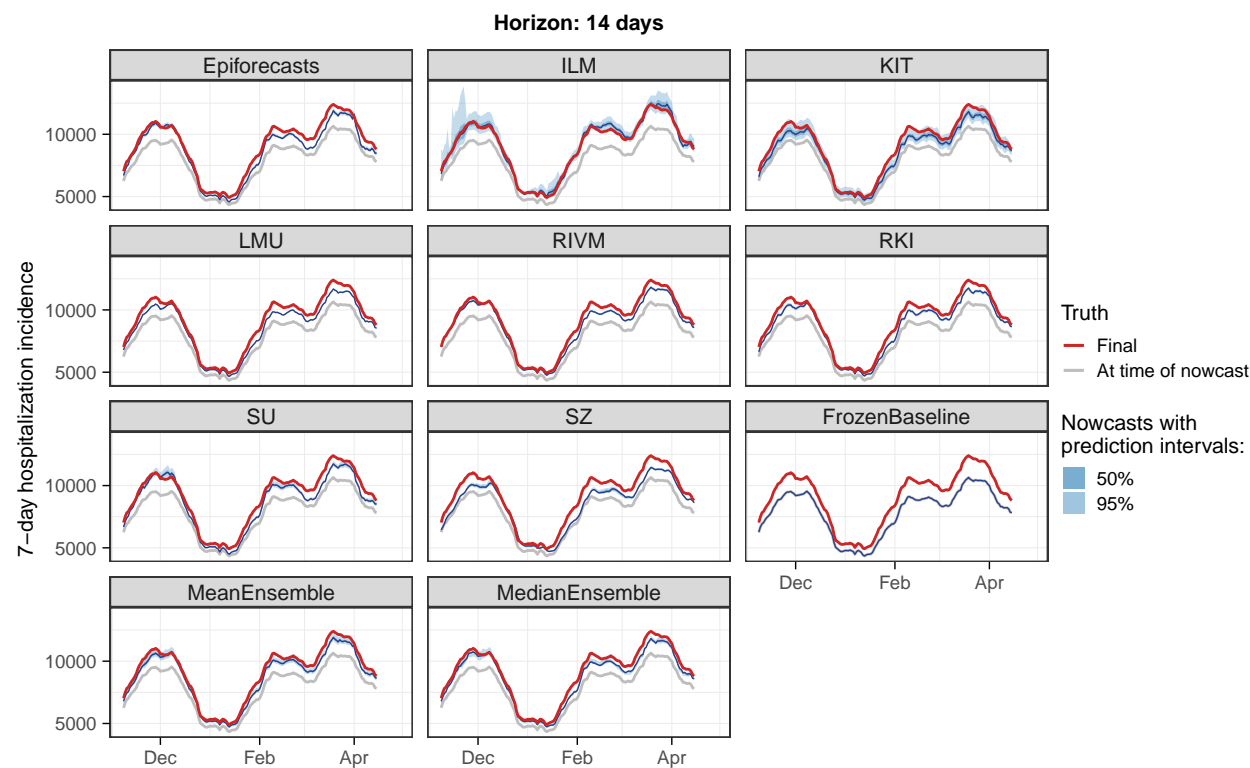 Horizon: 14 days
Epiforecasts
ILM
KIT
10000
5000
LMU
RIVM
RKI
10000
5000
SU
SZ
FrozenBaseline
10000
5000
Dec
Feb
Apr
MeanEnsemble
MedianEnsemble
10000
5000
Dec
Feb
Apr
Dec
Feb
Apr
7−day hospitalization incidence
Truth
Final
At time of nowcast
Nowcasts with
prediction intervals:
50%
95%